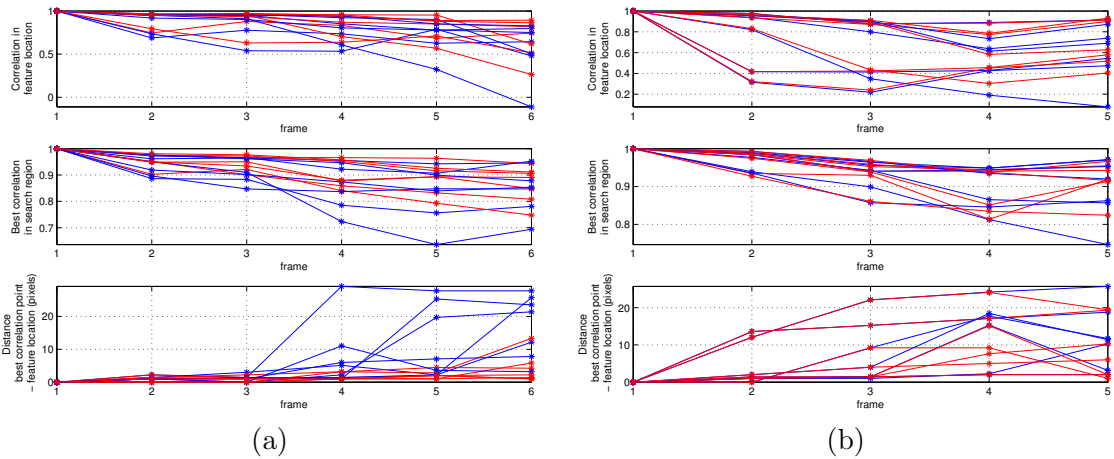 Correlation in
feature location
1
0.5
0
1
2
3
4
5
6
frame
Best correlation
in search region
1
0.9
0.8
0.7
1
2
3
4
5
6
frame
Distance
best correlation point
– feature location (pixels)
20
10
0
1
2
3
4
5
6
frame
(a)
Correlation in
feature location
1
0.8
0.6
0.4
0.2
1
2
3
4
5
frame
Best correlation
in search region
1
0.9
0.8
1
2
3
4
5
frame
Distance
best correlation point
– feature location (pixels)
20
10
0
1
2
3
4
5
frame
(b)